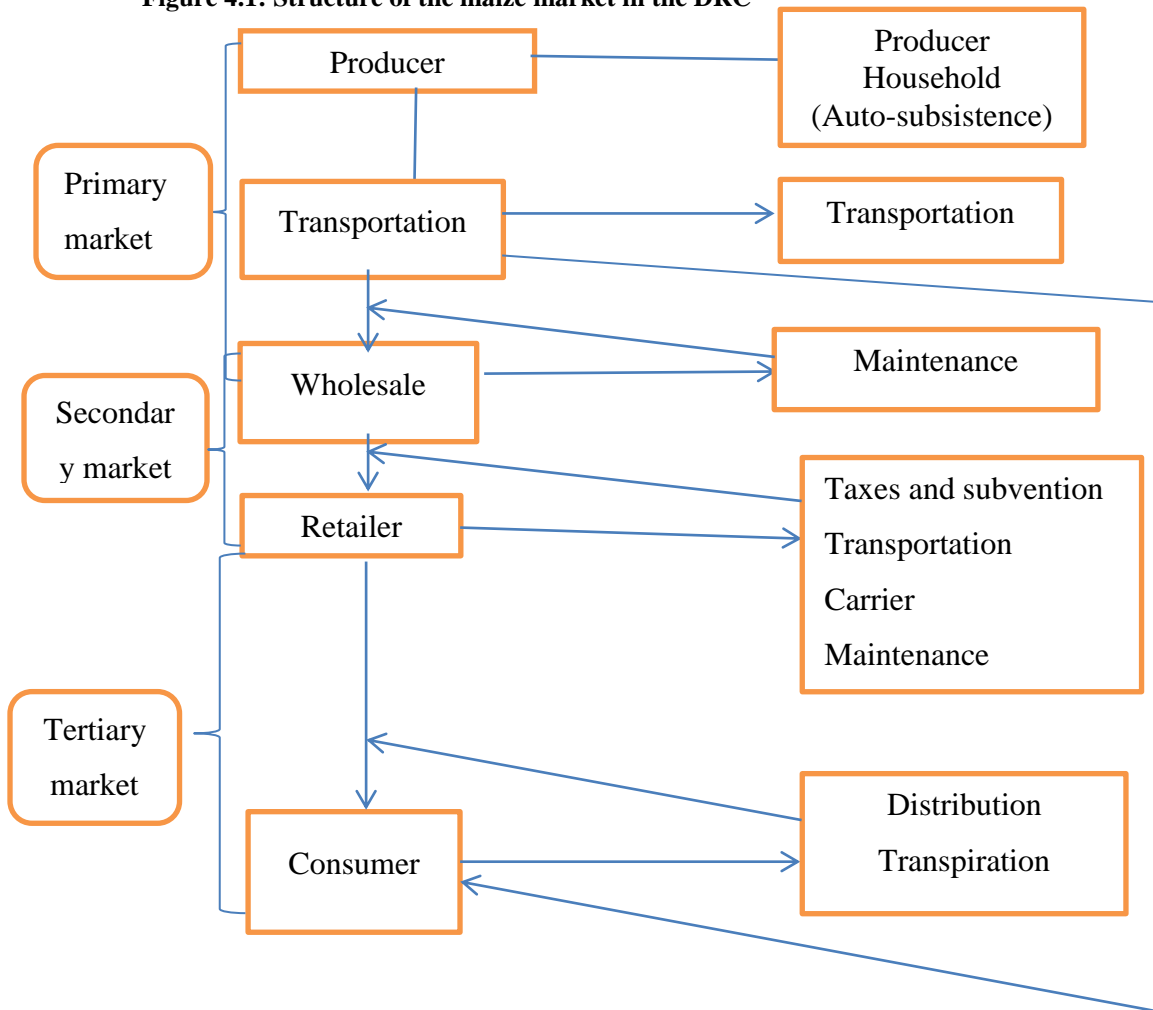 Figure 4.1: Structure of the maize market in the DRC
Producer
Producer
Household
(Auto-subsistence)
Primary
market
Transportation
Transportation
Wholesale
Maintenance
Secondar
y market
Retailer
Taxes and subvention
Transportation
Carrier
Maintenance
Tertiary
market
Consumer
Distribution
Transpiration